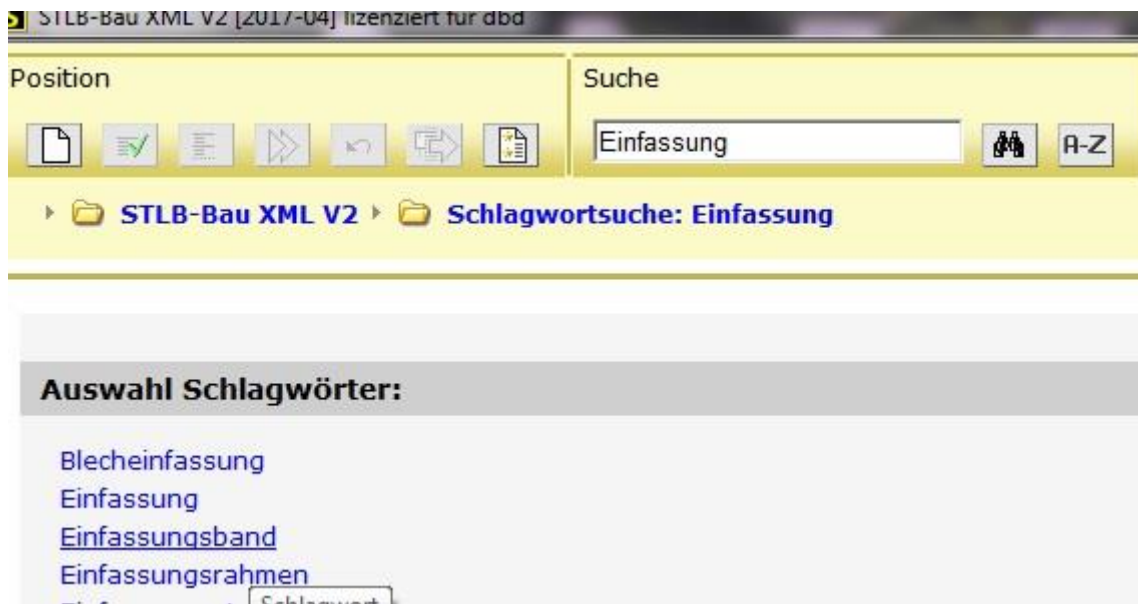 STLB-Bau XML V2 [2017-04] lizenziert für dbd
Position
Suche
Einfassung
A-Z
STLB-Bau XML V2
Schlagwortsuche: Einfassung
Auswahl Schlagwörter:
Blecheinfassung
Einfassung
Einfassungsband
Einfassungsrahmen
Schlagwort